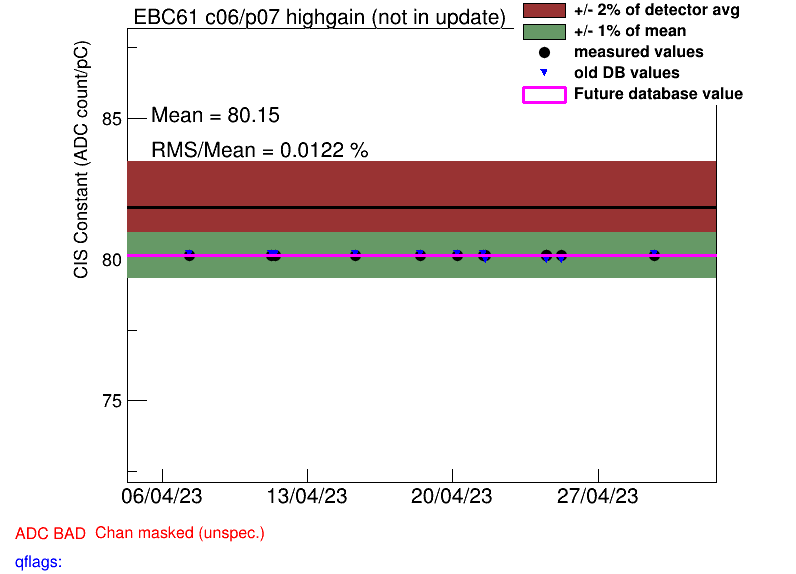 EBC61 c06/p07 highgain (not in update)
+/- 2% of detector avg
+/- 1% of mean
measured values
old DB values
Future database value
CIS Constant (ADC count/pC)
Mean = 80.15
RMS/Mean = 0.0122 %
85
80
75
06/04/23 13/04/23 20/04/23 27/04/23
ADC BAD Chan masked (unspec.)
qflags: